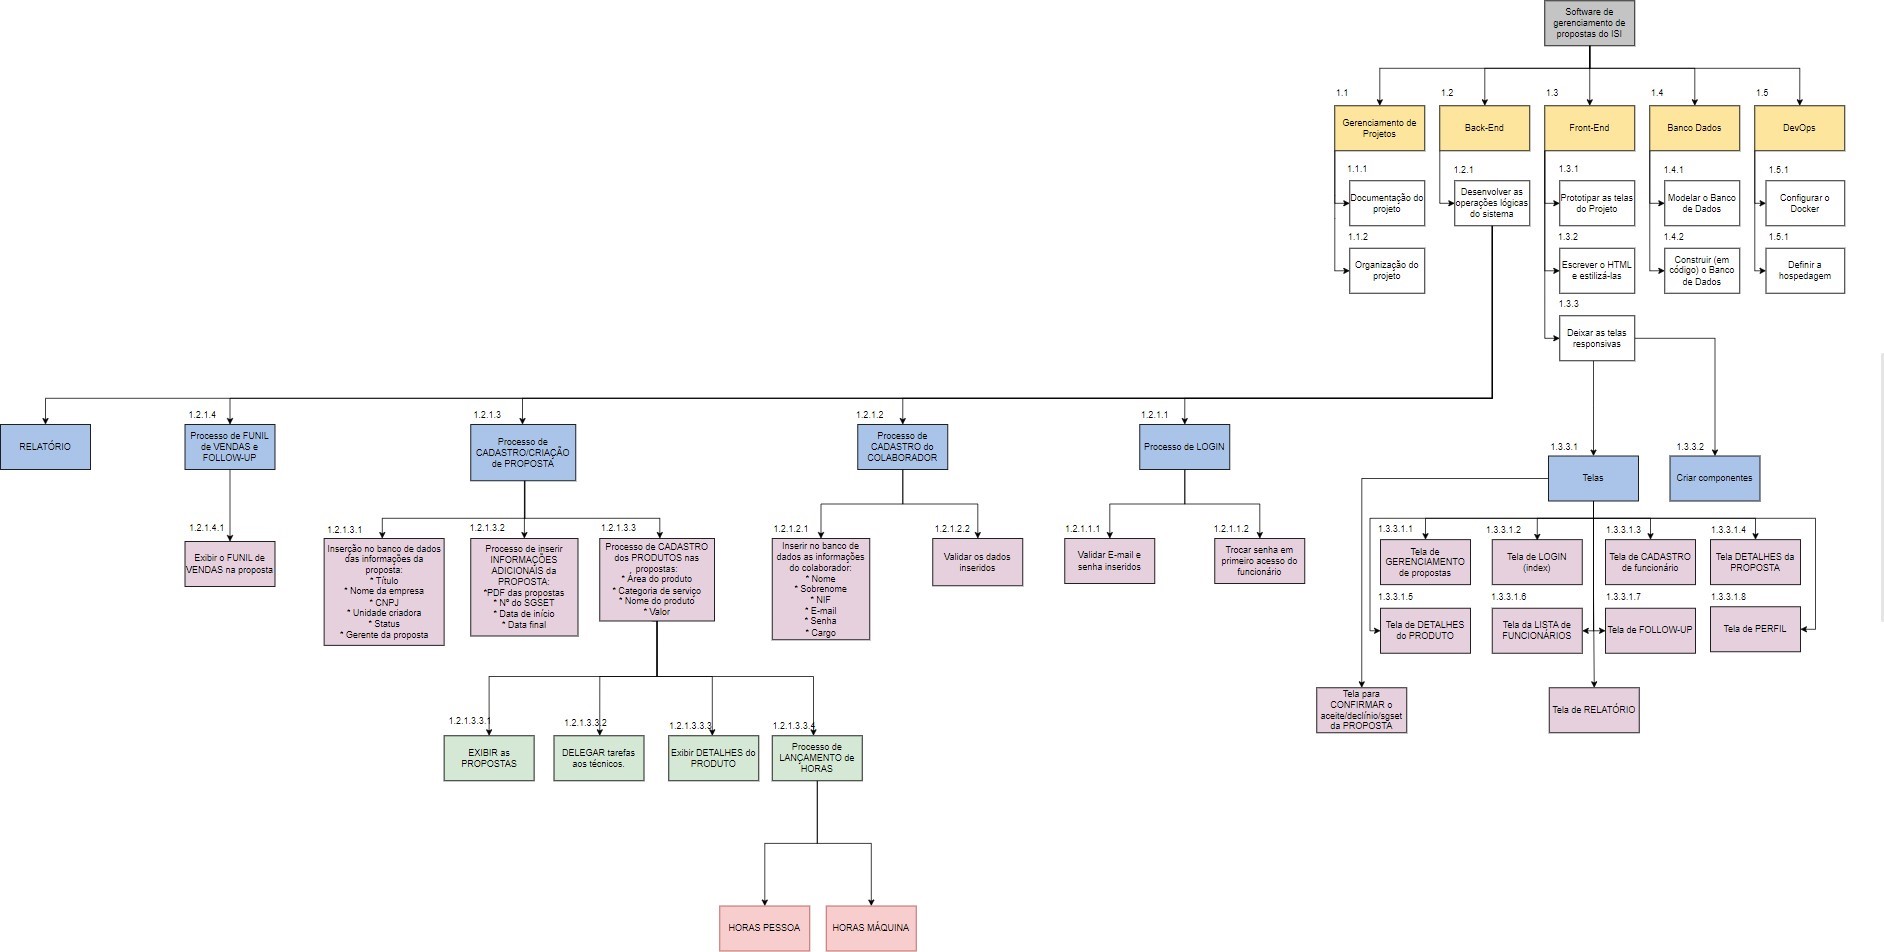 Software de
gerenciamento de
propostas do ISI
1.1
1.2
1.3
1.4
1.5
Gerenciamento de
Projetos
Back-End
Front-End
Banco Dados
DevOps
1.1.1
Documentação do
projeto
1.1.2
Organização do
projeto
1.2.1
Desenvolver as
operações lógicas
do sistema
1.3.1
Prototipar as telas
do Projeto
1.3.2
Escrever o HTML
e estilizá-las
1.3.3
Deixar as telas
responsivas
1.4.1
Modelar o Banco
de Dados
1.4.2
Construir (em
código) o Banco
de Dados
1.5.1
Configurar o
Docker
1.5.1
Definir a
hospedagem
RELATÓRIO
1.2.1.4
Processo de FUNIL
de VENDAS e
FOLLOW-UP
1.2.1.3
Processo de
CADASTRO/CRIAÇÃO
de PROPOSTA
1.2.1.2
Processo de
CADASTRO do
COLABORADOR
1.2.1.1
Processo de LOGIN
1.3.3.1
Telas
1.3.3.2
Criar componentes
1.2.1.4.1
Exibir o FUNIL de
VENDAS na proposta
1.2.1.3.1
Inserção no banco de dados
das informações da
proposta:
* Título
* Nome da empresa
* CNPJ
* Unidade criadora
* Status
* Gerente da proposta
1.2.1.3.2
Processo de inserir
INFORMAÇÕES
ADICIONAIS da
PROPOSTA:
*PDF das propostas
* Nº do SGSET
* Data de início
* Data final
1.2.1.3.3
Processo de CADASTRO
dos PRODUTOS nas
propostas:
* Área do produto
* Categoria de serviço
* Nome do produto
* Valor
1.2.1.2.1
Inserir no banco de
dados as informações
do colaborador:
* Nome
* Sobrenome
* NIF
* E-mail
* Senha
* Cargo
1.2.1.2.2
Validar os dados
inseridos
1.2.1.1.1
Validar E-mail e
senha inseridos
1.2.1.1.2
Trocar senha em
primeiro acesso do
funcionário
1.3.3.1.1
Tela de
GERENCIAMENTO
de propostas
1.3.3.1.2
Tela de LOGIN
(index)
1.3.3.1.3
Tela de CADASTRO
de funcionário
1.3.3.1.4
Tela DETALHES da
PROPOSTA
1.3.3.1.5
Tela de DETALHES
do PRODUTO
1.3.3.1.6
Tela da LISTA de
FUNCIONÁRIOS
1.3.3.1.7
Tela de FOLLOW-UP
1.3.3.1.8
Tela de PERFIL
Tela para
CONFIRMAR o
aceite/declínio/sgset
da PROPOSTA
Tela de RELATÓRIO
1.2.1.3.3.1
EXIBIR as
PROPOSTAS
1.2.1.3.3.2
DELEGAR tarefas
aos técnicos.
1.2.1.3.3.3
Exibir DETALHES do
PRODUTO
1.2.1.3.3.4
Processo de
LANÇAMENTO de
HORAS
HORAS PESSOA
HORAS MÁQUINA